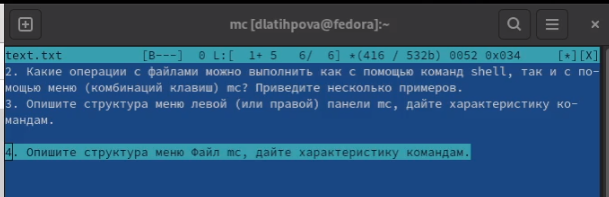 mc [dlatihpova@fedora]:~
text.txt [B---] 0 L:[ 1+ 5 6/ 6] *(416 / 532b) 0052 0x034 [*][X]
2. Какие операции с файлами можно выполнить как с помощью команд shell, так и с по-
мощью меню (комбинаций клавиш) mc? Приведите несколько примеров.
3. Опишите структура меню левой (или правой) панели mc, дайте характеристику ко-
мандам.
4. Опишите структура меню Файл mc, дайте характеристику командам.